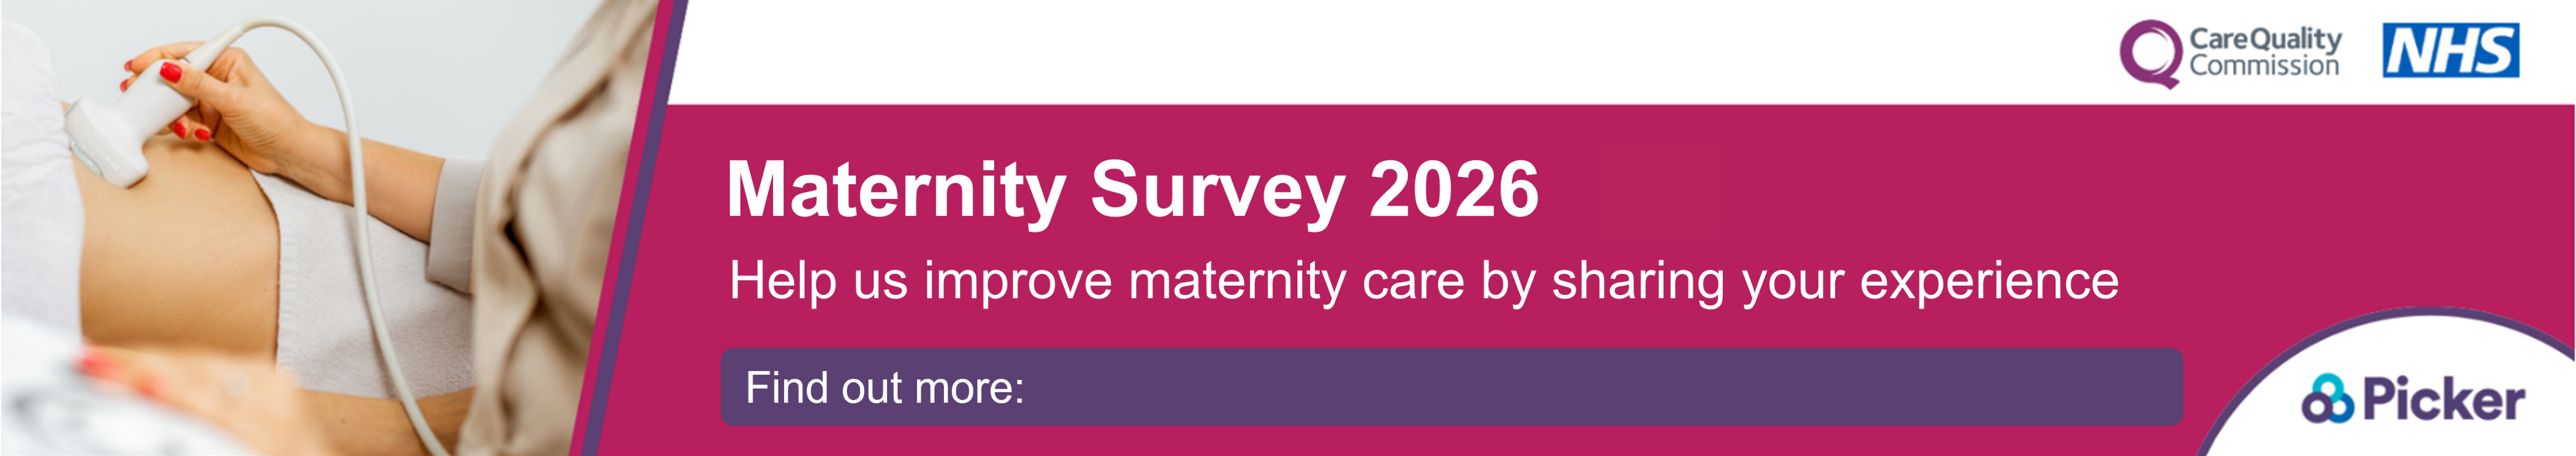 CareQuality
Commission
NHS
Maternity Survey 2026
Help us improve maternity care by sharing your experience
Find out more:
Picker